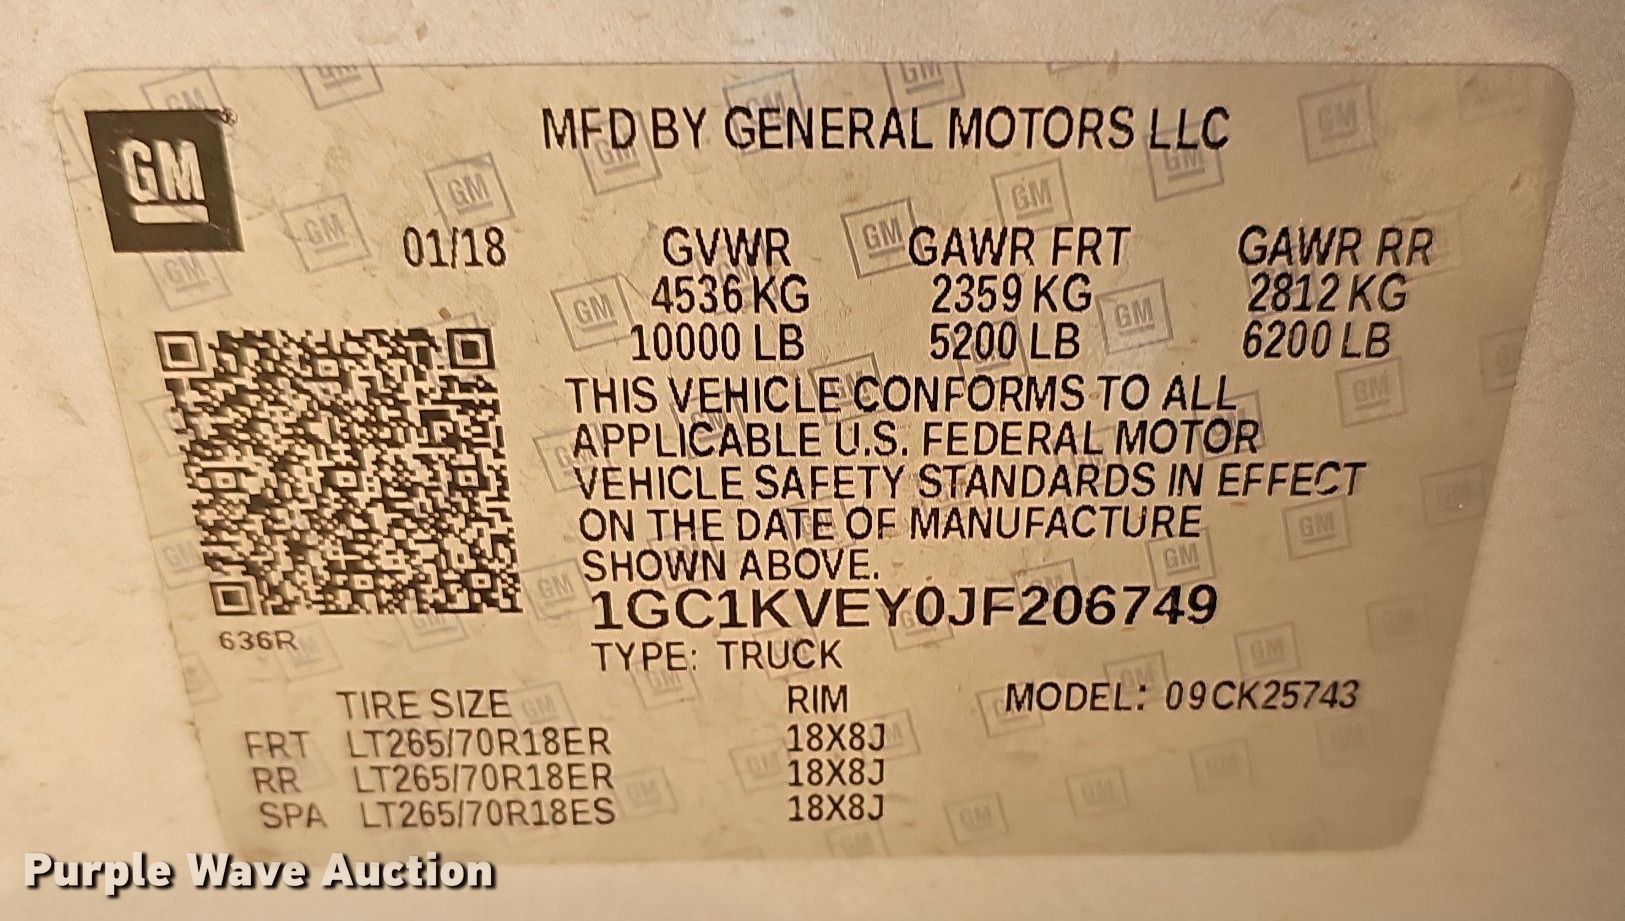 GM
MFD BY GENERAL MOTORS LLC
01/18 GVWR GAWR FRT GAWR RR
4536 KG 2359 KG 2812 KG
10000 LB 5200 LB 6200 LB
THIS VEHICLE CONFORMS TO ALL
APPLICABLE U.S. FEDERAL MOTOR
VEHICLE SAFETY STANDARDS IN EFFECT
ON THE DATE OF MANUFACTURE
SHOWN ABOVE.
1GC1KVEY0JF206749
636R
TYPE: TRUCK
TIRE SIZE RIM MODEL: 09CK25743
FRT LT265/70R18ER 18X8J
RR LT265/70R18ER 18X8J
SPA LT265/70R18ES 18X8J
Purple Wave Auction